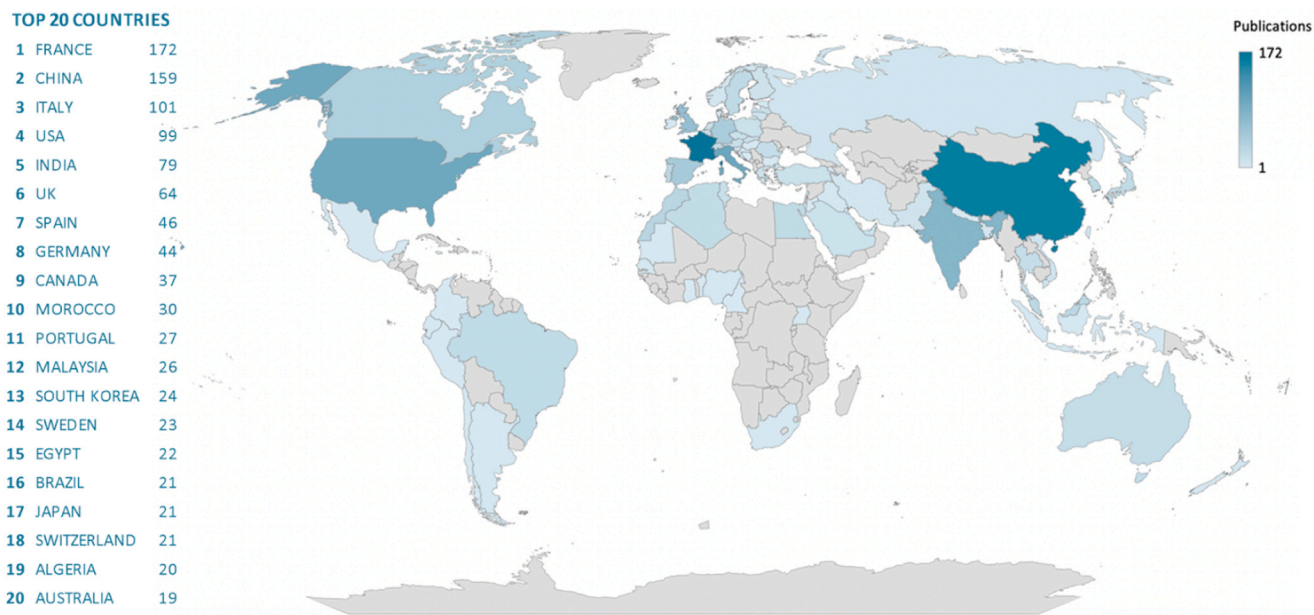 TOP 20 COUNTRIES
1 FRANCE 172
2 CHINA 159
3 ITALY 101
4 USA 99
5 INDIA 79
6 UK 64
7 SPAIN 46
8 GERMANY 44
9 CANADA 37
10 MOROCCO 30
11 PORTUGAL 27
12 MALAYSIA 26
13 SOUTH KOREA 24
14 SWEDEN 23
15 EGYPT 22
16 BRAZIL 21
17 JAPAN 21
18 SWITZERLAND 21
19 ALGERIA 20
20 AUSTRALIA 19
Publications
172
1